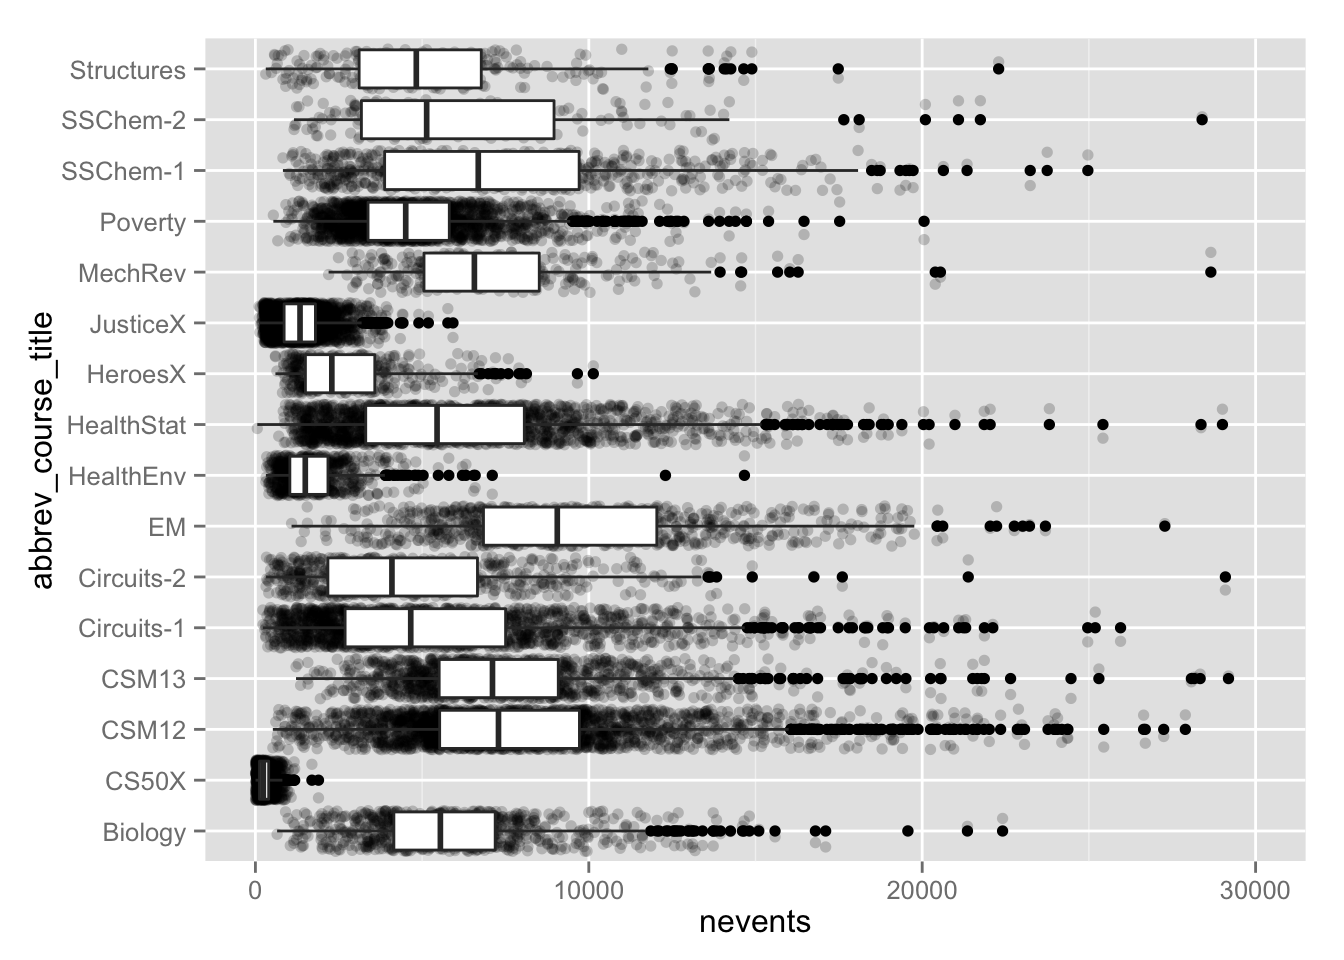 abbrev_course_title
Structures
SSChem-2
SSChem-1
Poverty
MechRev
JusticeX
HeroesX
HealthStat
HealthEnv
EM
Circuits-2
Circuits-1
CSM13
CSM12
CS50X
Biology
0 10000 20000 30000
nevents